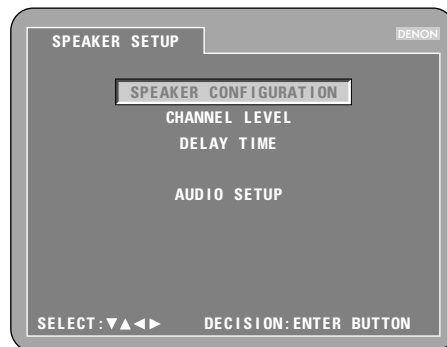 SPEAKER SETUP
DENON
SPEAKER CONFIGURATION
CHANNEL LEVEL
DELAY TIME
AUDIO SETUP
SELECT:▼▲◄► DECISION:ENTER BUTTON